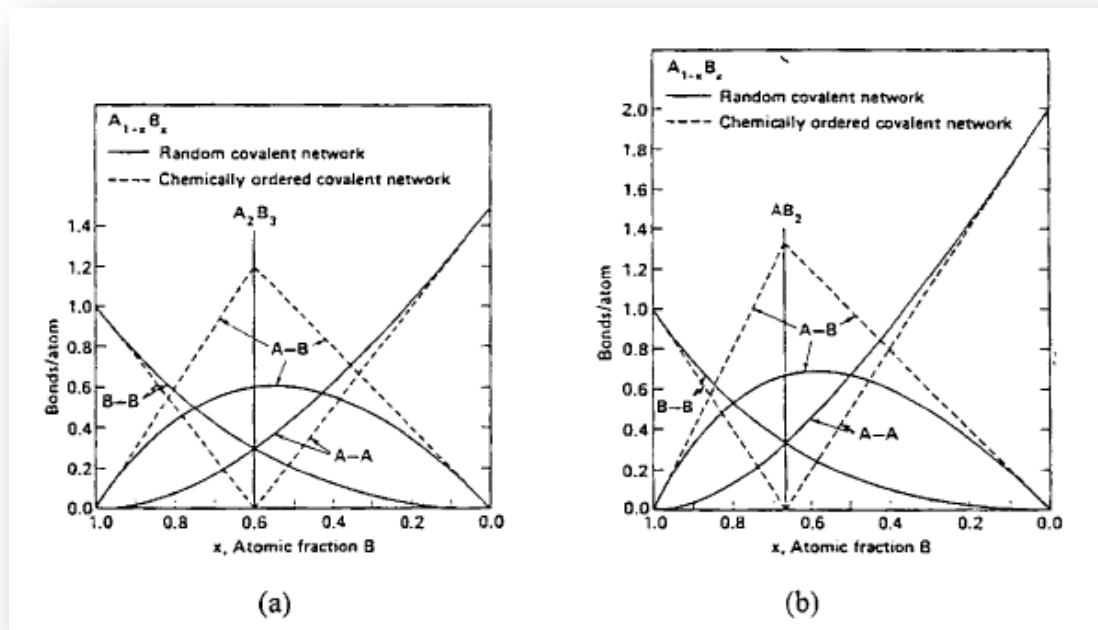 A₁₋ₓBₓ
Random covalent network
Chemically ordered covalent network
A₂B₃
1.4
1.2
1.0
0.8
0.6
0.4
0.2
0.0
Bonds/atom
A–B
B–B
A–A
1.0 0.8 0.6 0.4 0.2 0.0
x, Atomic fraction B
(a)
A₁₋ₓBₓ
Random covalent network
Chemically ordered covalent network
AB₂
2.0
1.8
1.6
1.4
1.2
1.0
0.8
0.6
0.4
0.2
0.0
Bonds/atom
A–B
B–B
A–A
1.0 0.8 0.6 0.4 0.2 0.0
x, Atomic fraction B
(b)